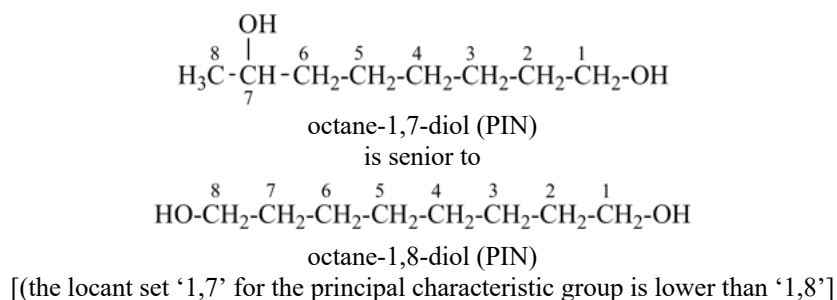 OH
8 | 6 5 4 3 2 1
H₃C-CH-CH₂-CH₂-CH₂-CH₂-CH₂-CH₂-OH
7
octane-1,7-diol (PIN)
is senior to
8 7 6 5 4 3 2 1
HO-CH₂-CH₂-CH₂-CH₂-CH₂-CH₂-CH₂-CH₂-OH
octane-1,8-diol (PIN)
[(the locant set ‘1,7’ for the principal characteristic group is lower than ‘1,8’]